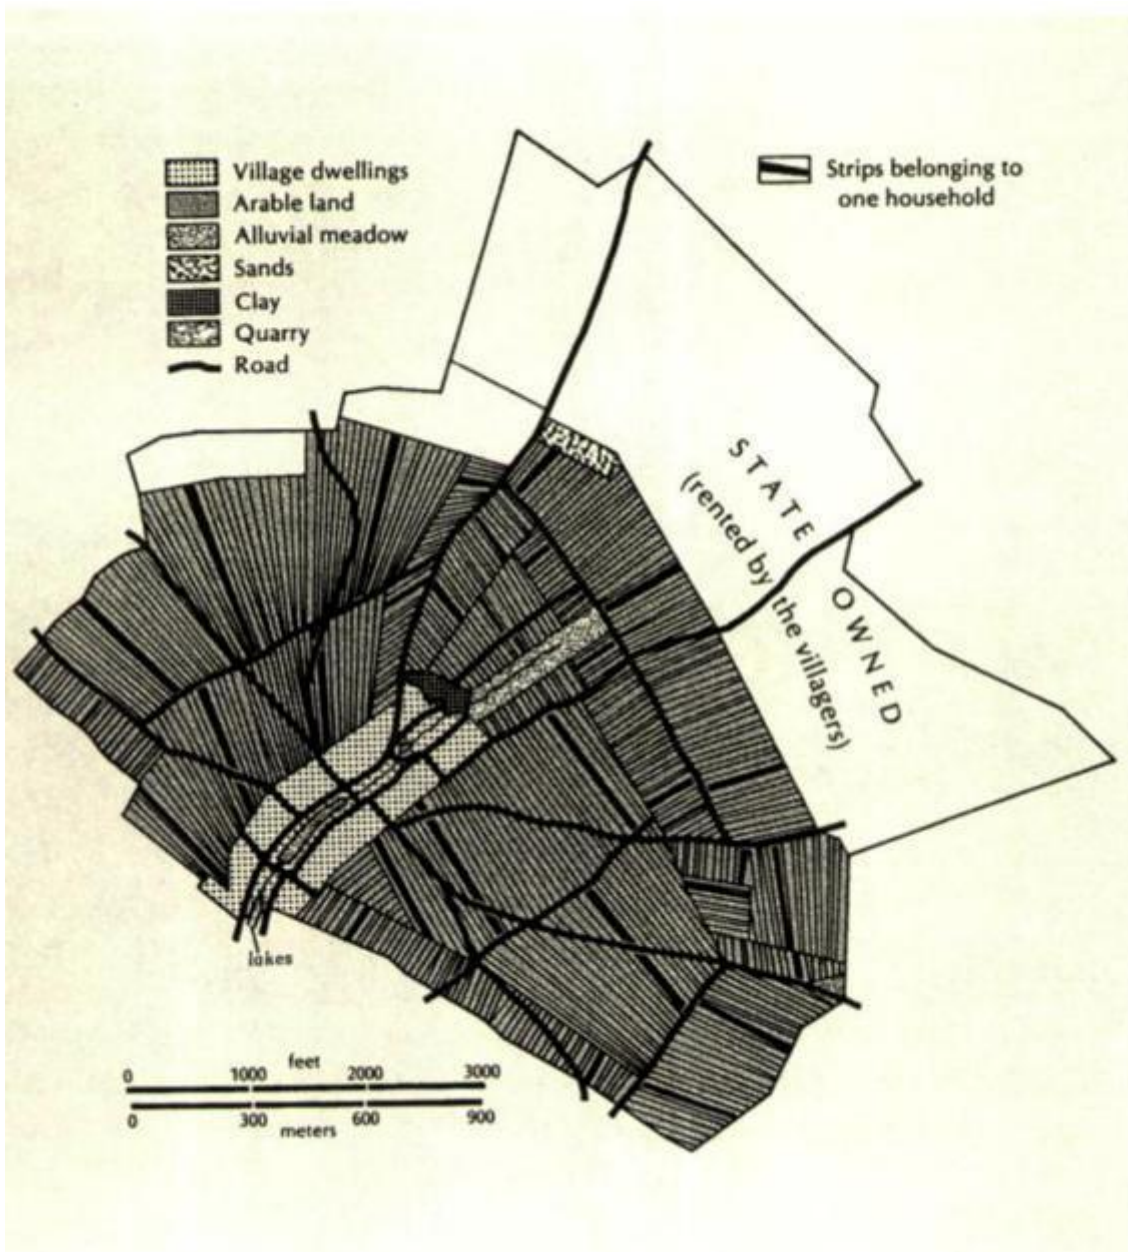 Village dwellings
Arable land
Alluvial meadow
Sands
Clay
Quarry
Road
Strips belonging to
one household
STATE
(rented by
the villagers)
OWNED
lakes
feet
0 1000 2000 3000
0 300 600 900
meters